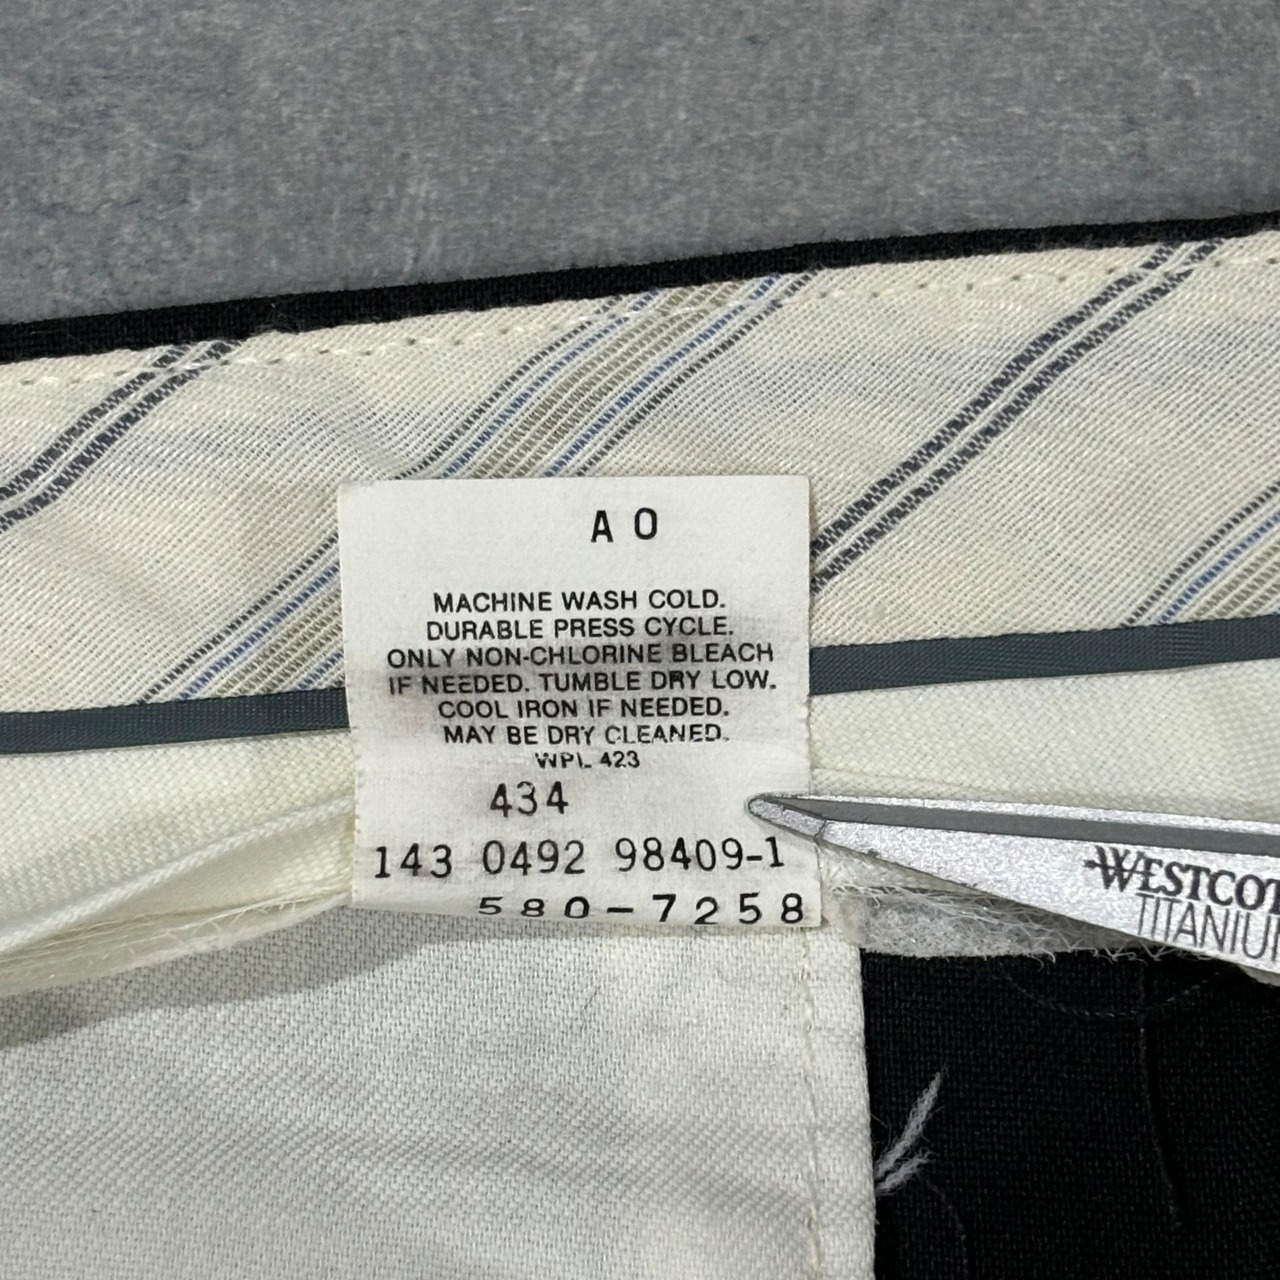 A O
MACHINE WASH COLD.
DURABLE PRESS CYCLE.
ONLY NON-CHLORINE BLEACH
IF NEEDED. TUMBLE DRY LOW.
COOL IRON IF NEEDED.
MAY BE DRY CLEANED.
WPL 423
434
143 0492 98409-1
580-7258
WESTCOT
TITANIUM